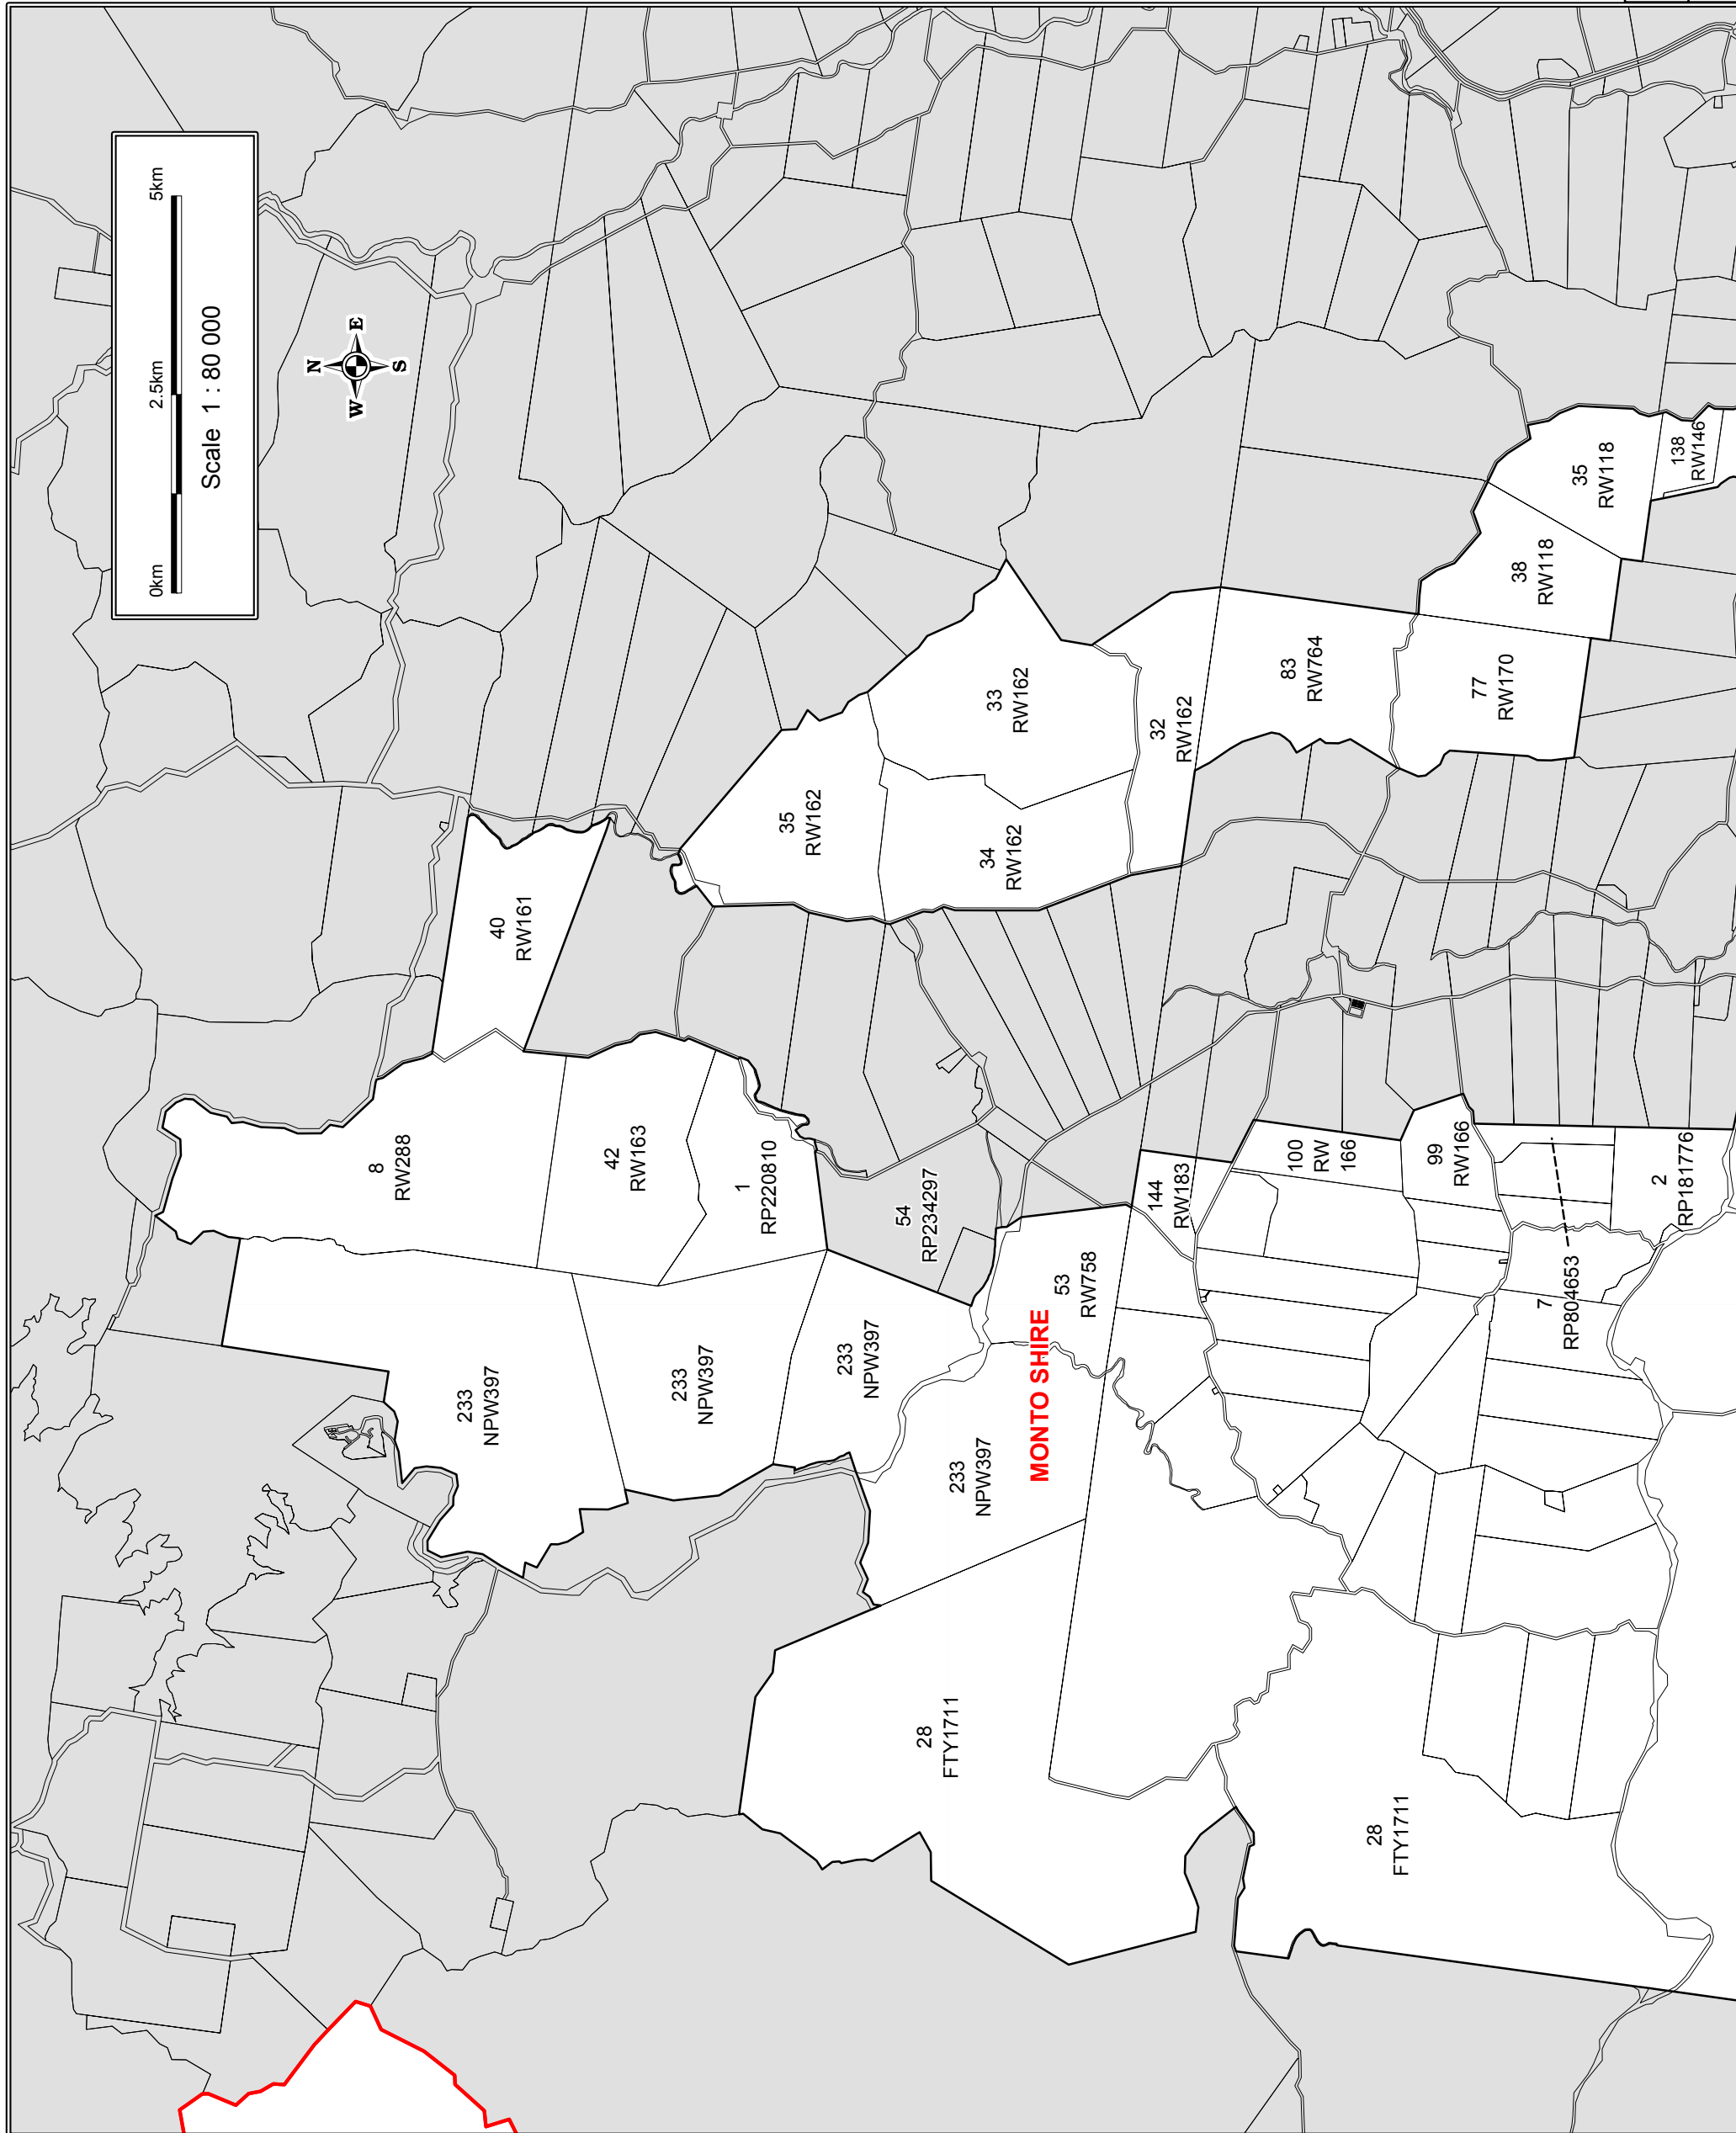 0km 2.5km 5km
Scale 1 : 80 000
N
W E
S
40
RW161
8
RW288
42
RW163
1
RP220810
54
RP234297
233
NPW397
233
NPW397
233
NPW397
233
NPW397
MONTO SHIRE
53
RW758
35
RW162
33
RW162
34
RW162
32
RW162
83
RW764
77
RW170
38
RW118
35
RW118
138
RW146
144
RW183
100
RW
166
99
RW166
2
RP181776
7
RP804653
28
FTY1711
28
FTY1711